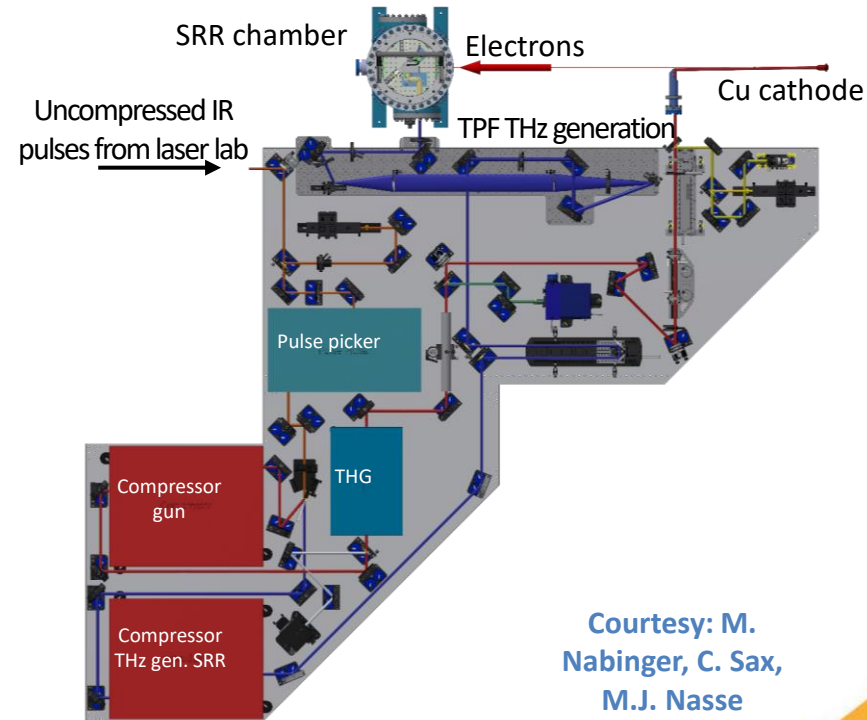 SRR chamber
Electrons
Cu cathode
Uncompressed IR
pulses from laser lab
TPF THz generation
Pulse picker
THG
Compressor
gun
Compressor
THz gen. SRR
Courtesy: M.
Nabinger, C. Sax,
M.J. Nasse